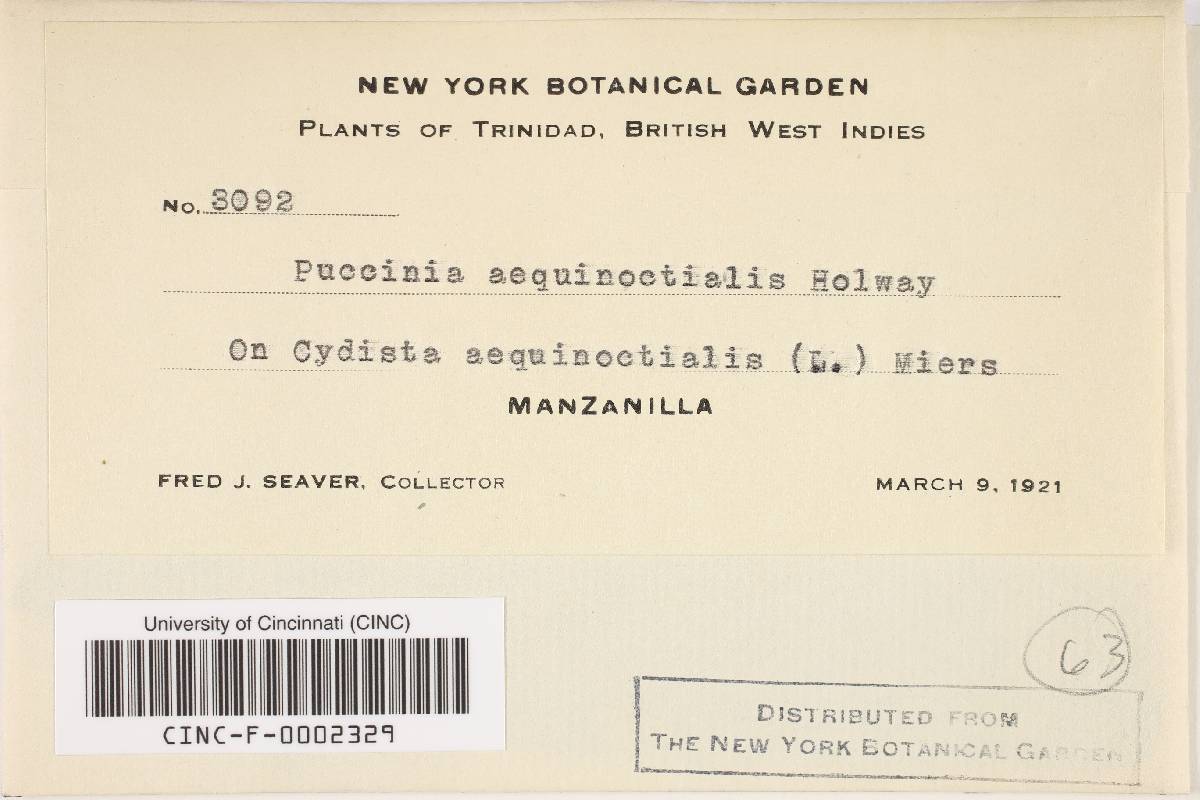 NEW YORK BOTANICAL GARDEN
PLANTS OF TRINIDAD, BRITISH WEST INDIES
No. 3092
Puccinia aequinoctialis Holway
On Cydista aequinoctialis (L.) Miers
MANZANILLA
FRED J. SEAVER, COLLECTOR
MARCH 9, 1921
University of Cincinnati (CINC)
CINC-F-0002329
63
DISTRIBUTED FROM
THE NEW YORK BOTANICAL GARDEN